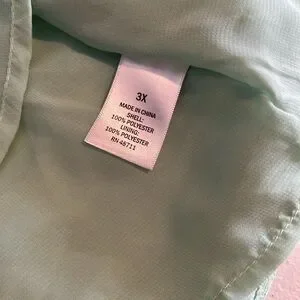 3X
MADE IN CHINA
SHELL:
100% POLYESTER
LINING:
100% POLYESTER
RN 48711